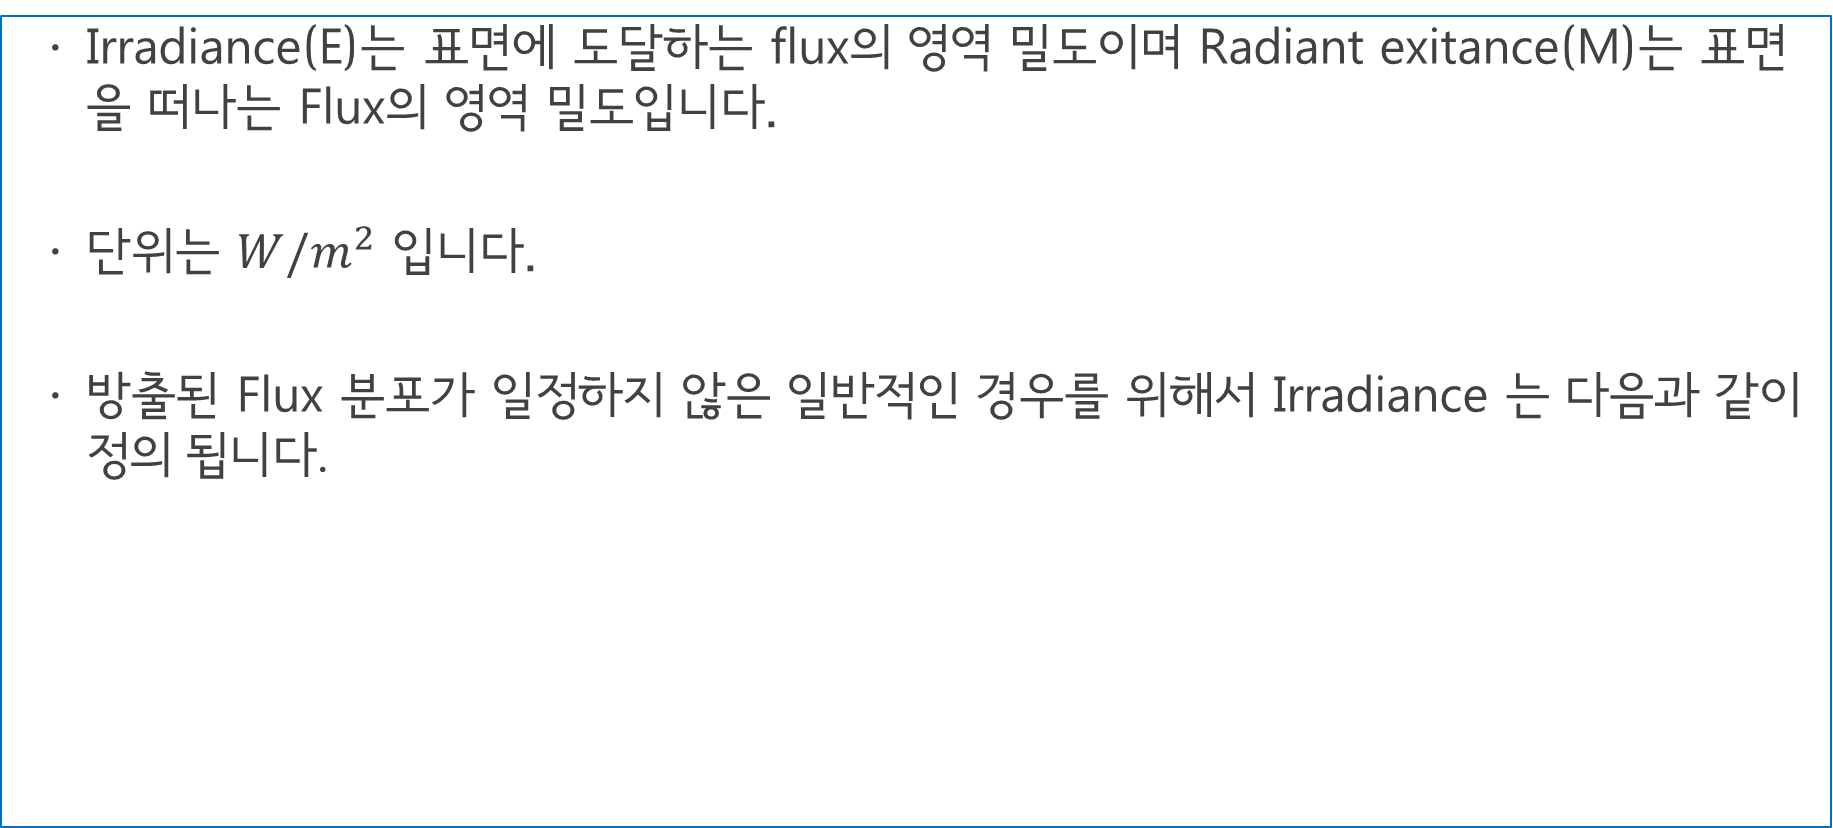 · Irradiance(E)는 표면에 도달하는 flux의 영역 밀도이며 Radiant exitance(M)는 표면
을 떠나는 Flux의 영역 밀도입니다.
· 단위는 W/m² 입니다.
· 방출된 Flux 분포가 일정하지 않은 일반적인 경우를 위해서 Irradiance 는 다음과 같이
정의 됩니다.